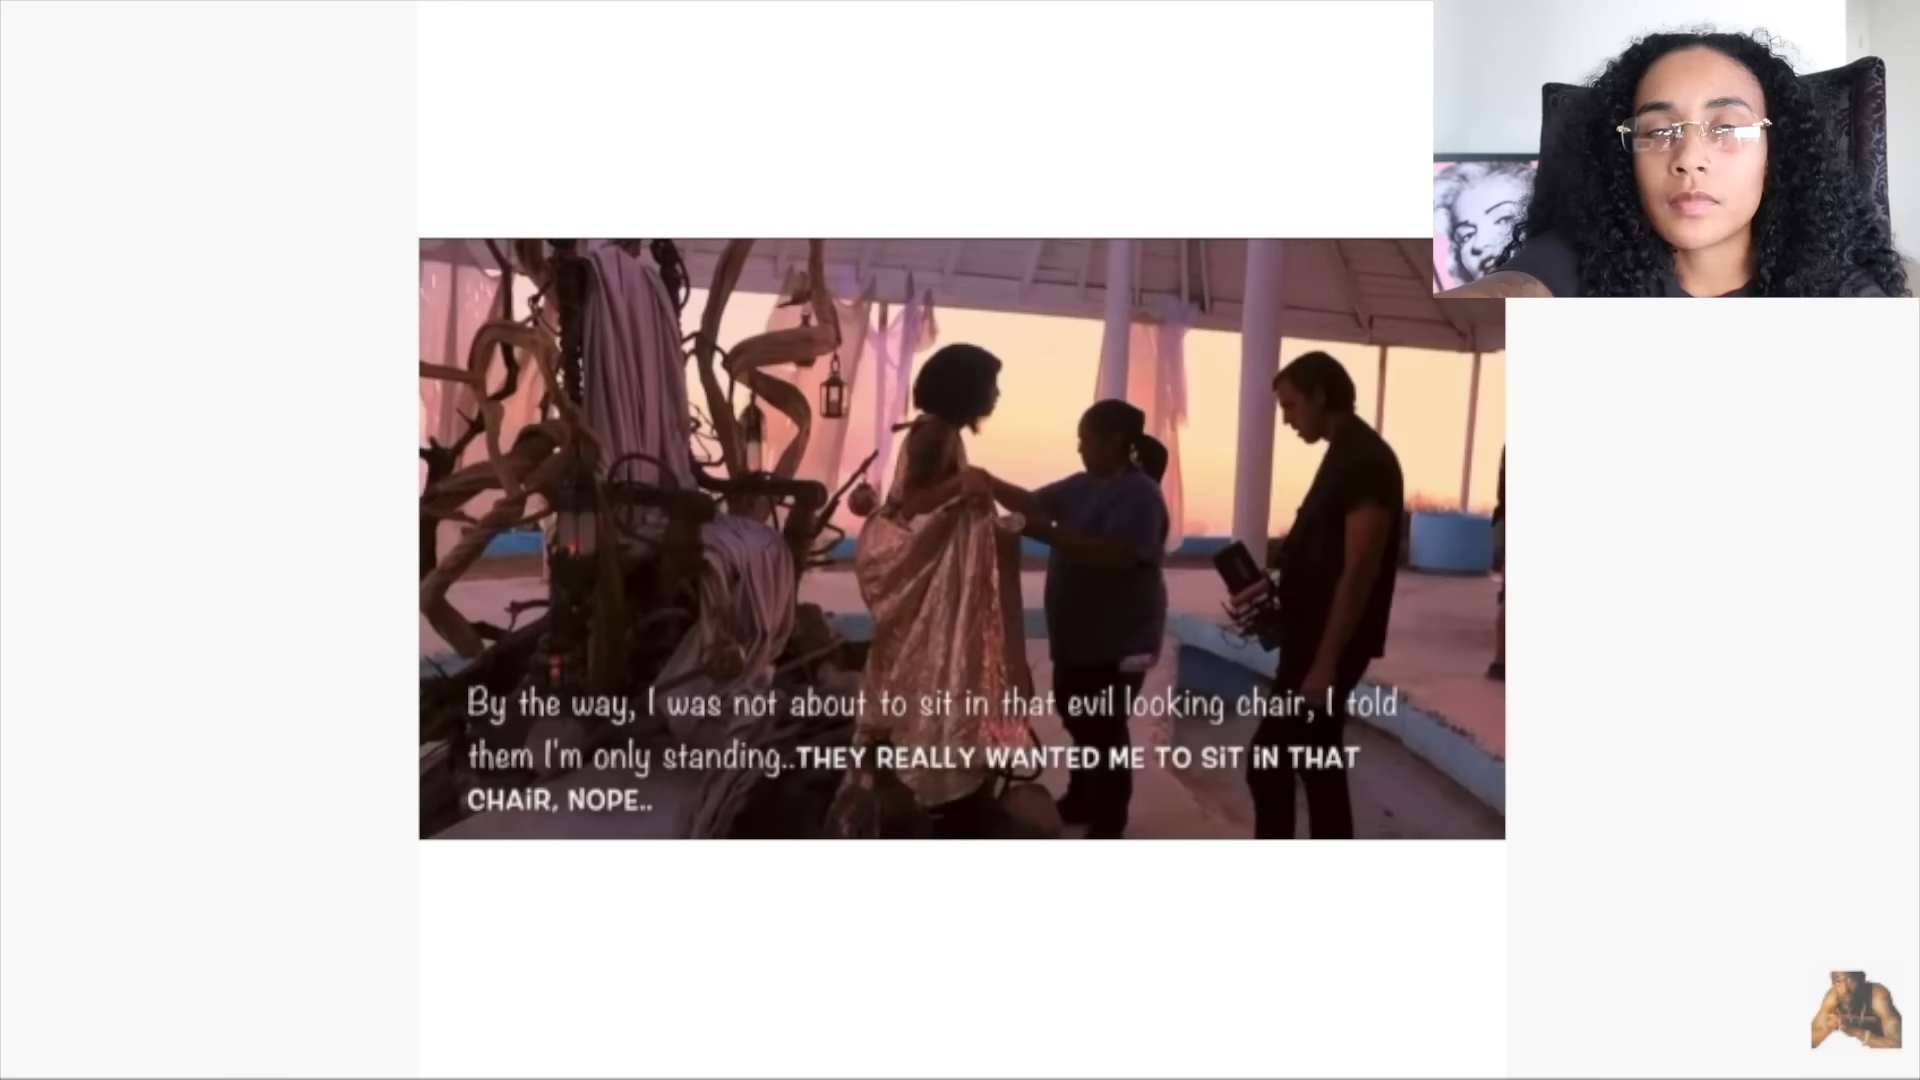 By the way, I was not about to sit in that evil looking chair, I told
them I'm only standing..THEY REALLY WANTED ME TO SiT iN THAT
CHAiR, NOPE..